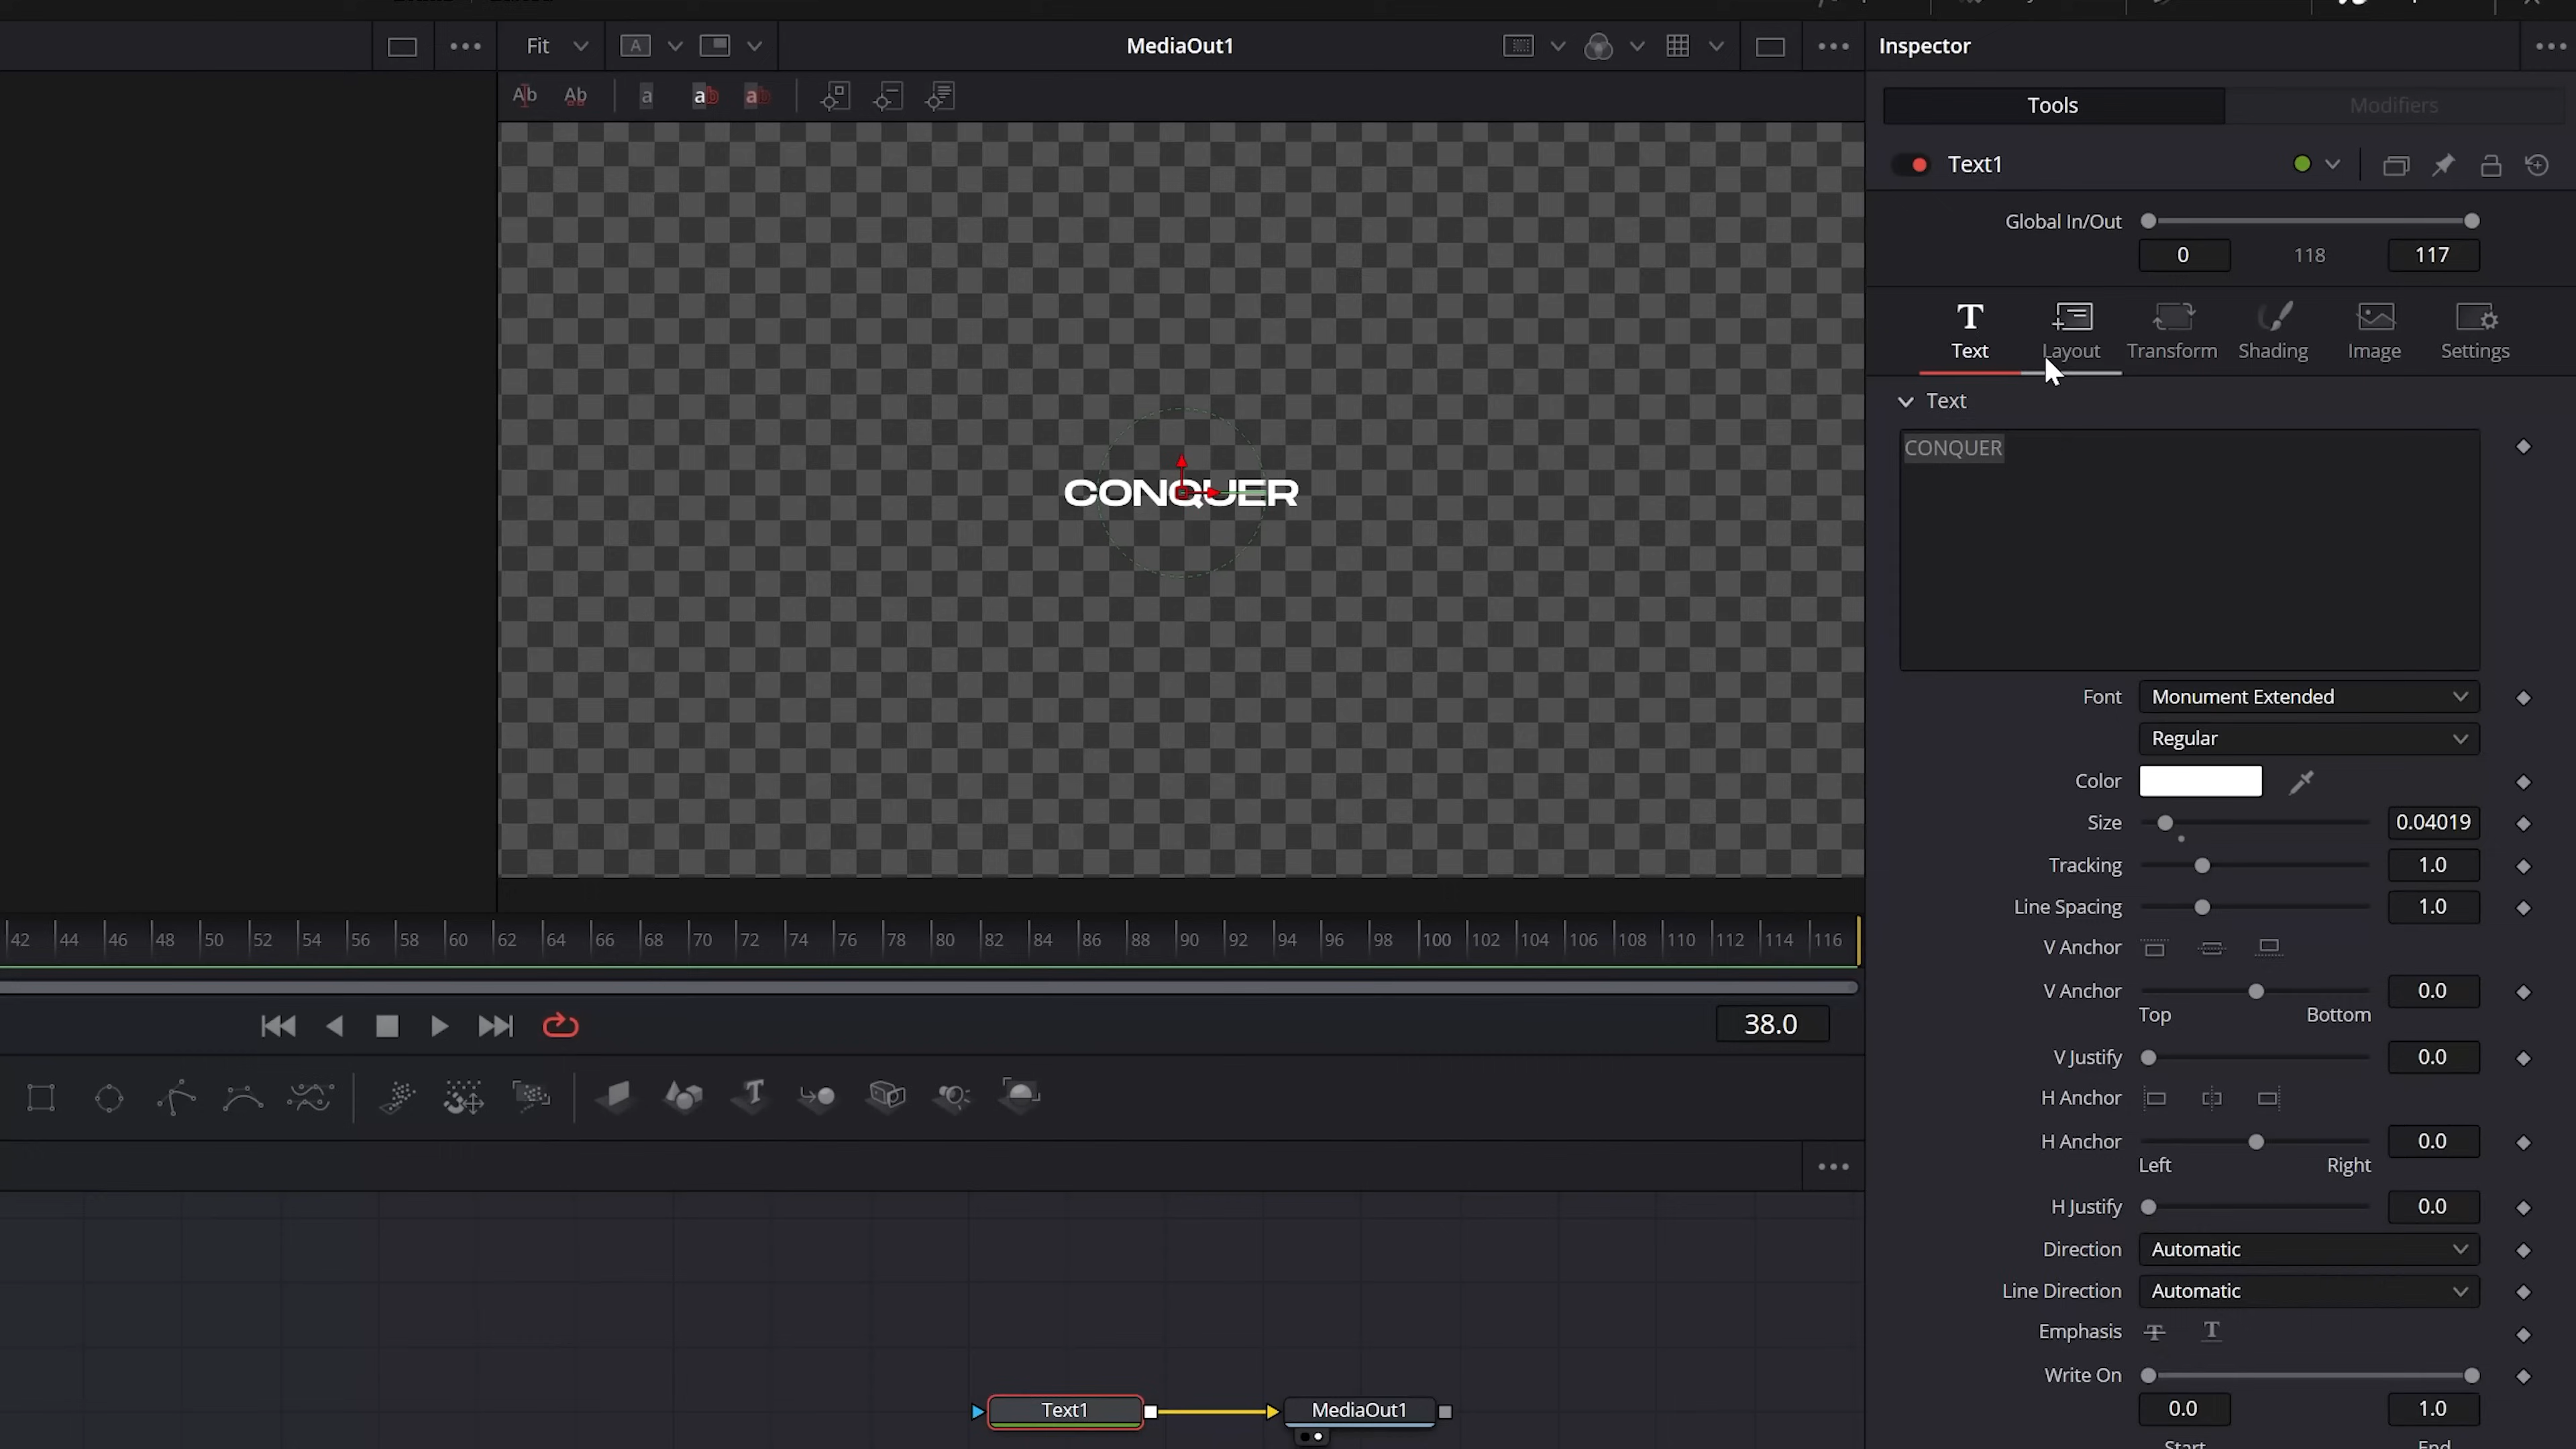 Fit
A
MediaOut1
Inspector
Ab
Ab
a
ab
ab
Tools
Modifiers
Text1
Global In/Out
0
118
117
T
Text
Layout
Transform
Shading
Image
Settings
Text
CONQUER
CONQUER
Font
Monument Extended
Regular
Color
Size
0.04019
Tracking
1.0
Line Spacing
1.0
V Anchor
V Anchor
0.0
Top
Bottom
V Justify
0.0
H Anchor
H Anchor
0.0
Left
Right
H Justify
0.0
Direction
Automatic
Line Direction
Automatic
Emphasis
T
T
Write On
0.0
1.0
42 44 46 48 50 52 54 56 58 60 62 64 66 68 70 72 74 76 78 80 82 84 86 88 90 92 94 96 98 100 102 104 106 108 110 112 114 116
38.0
T
Text1
MediaOut1